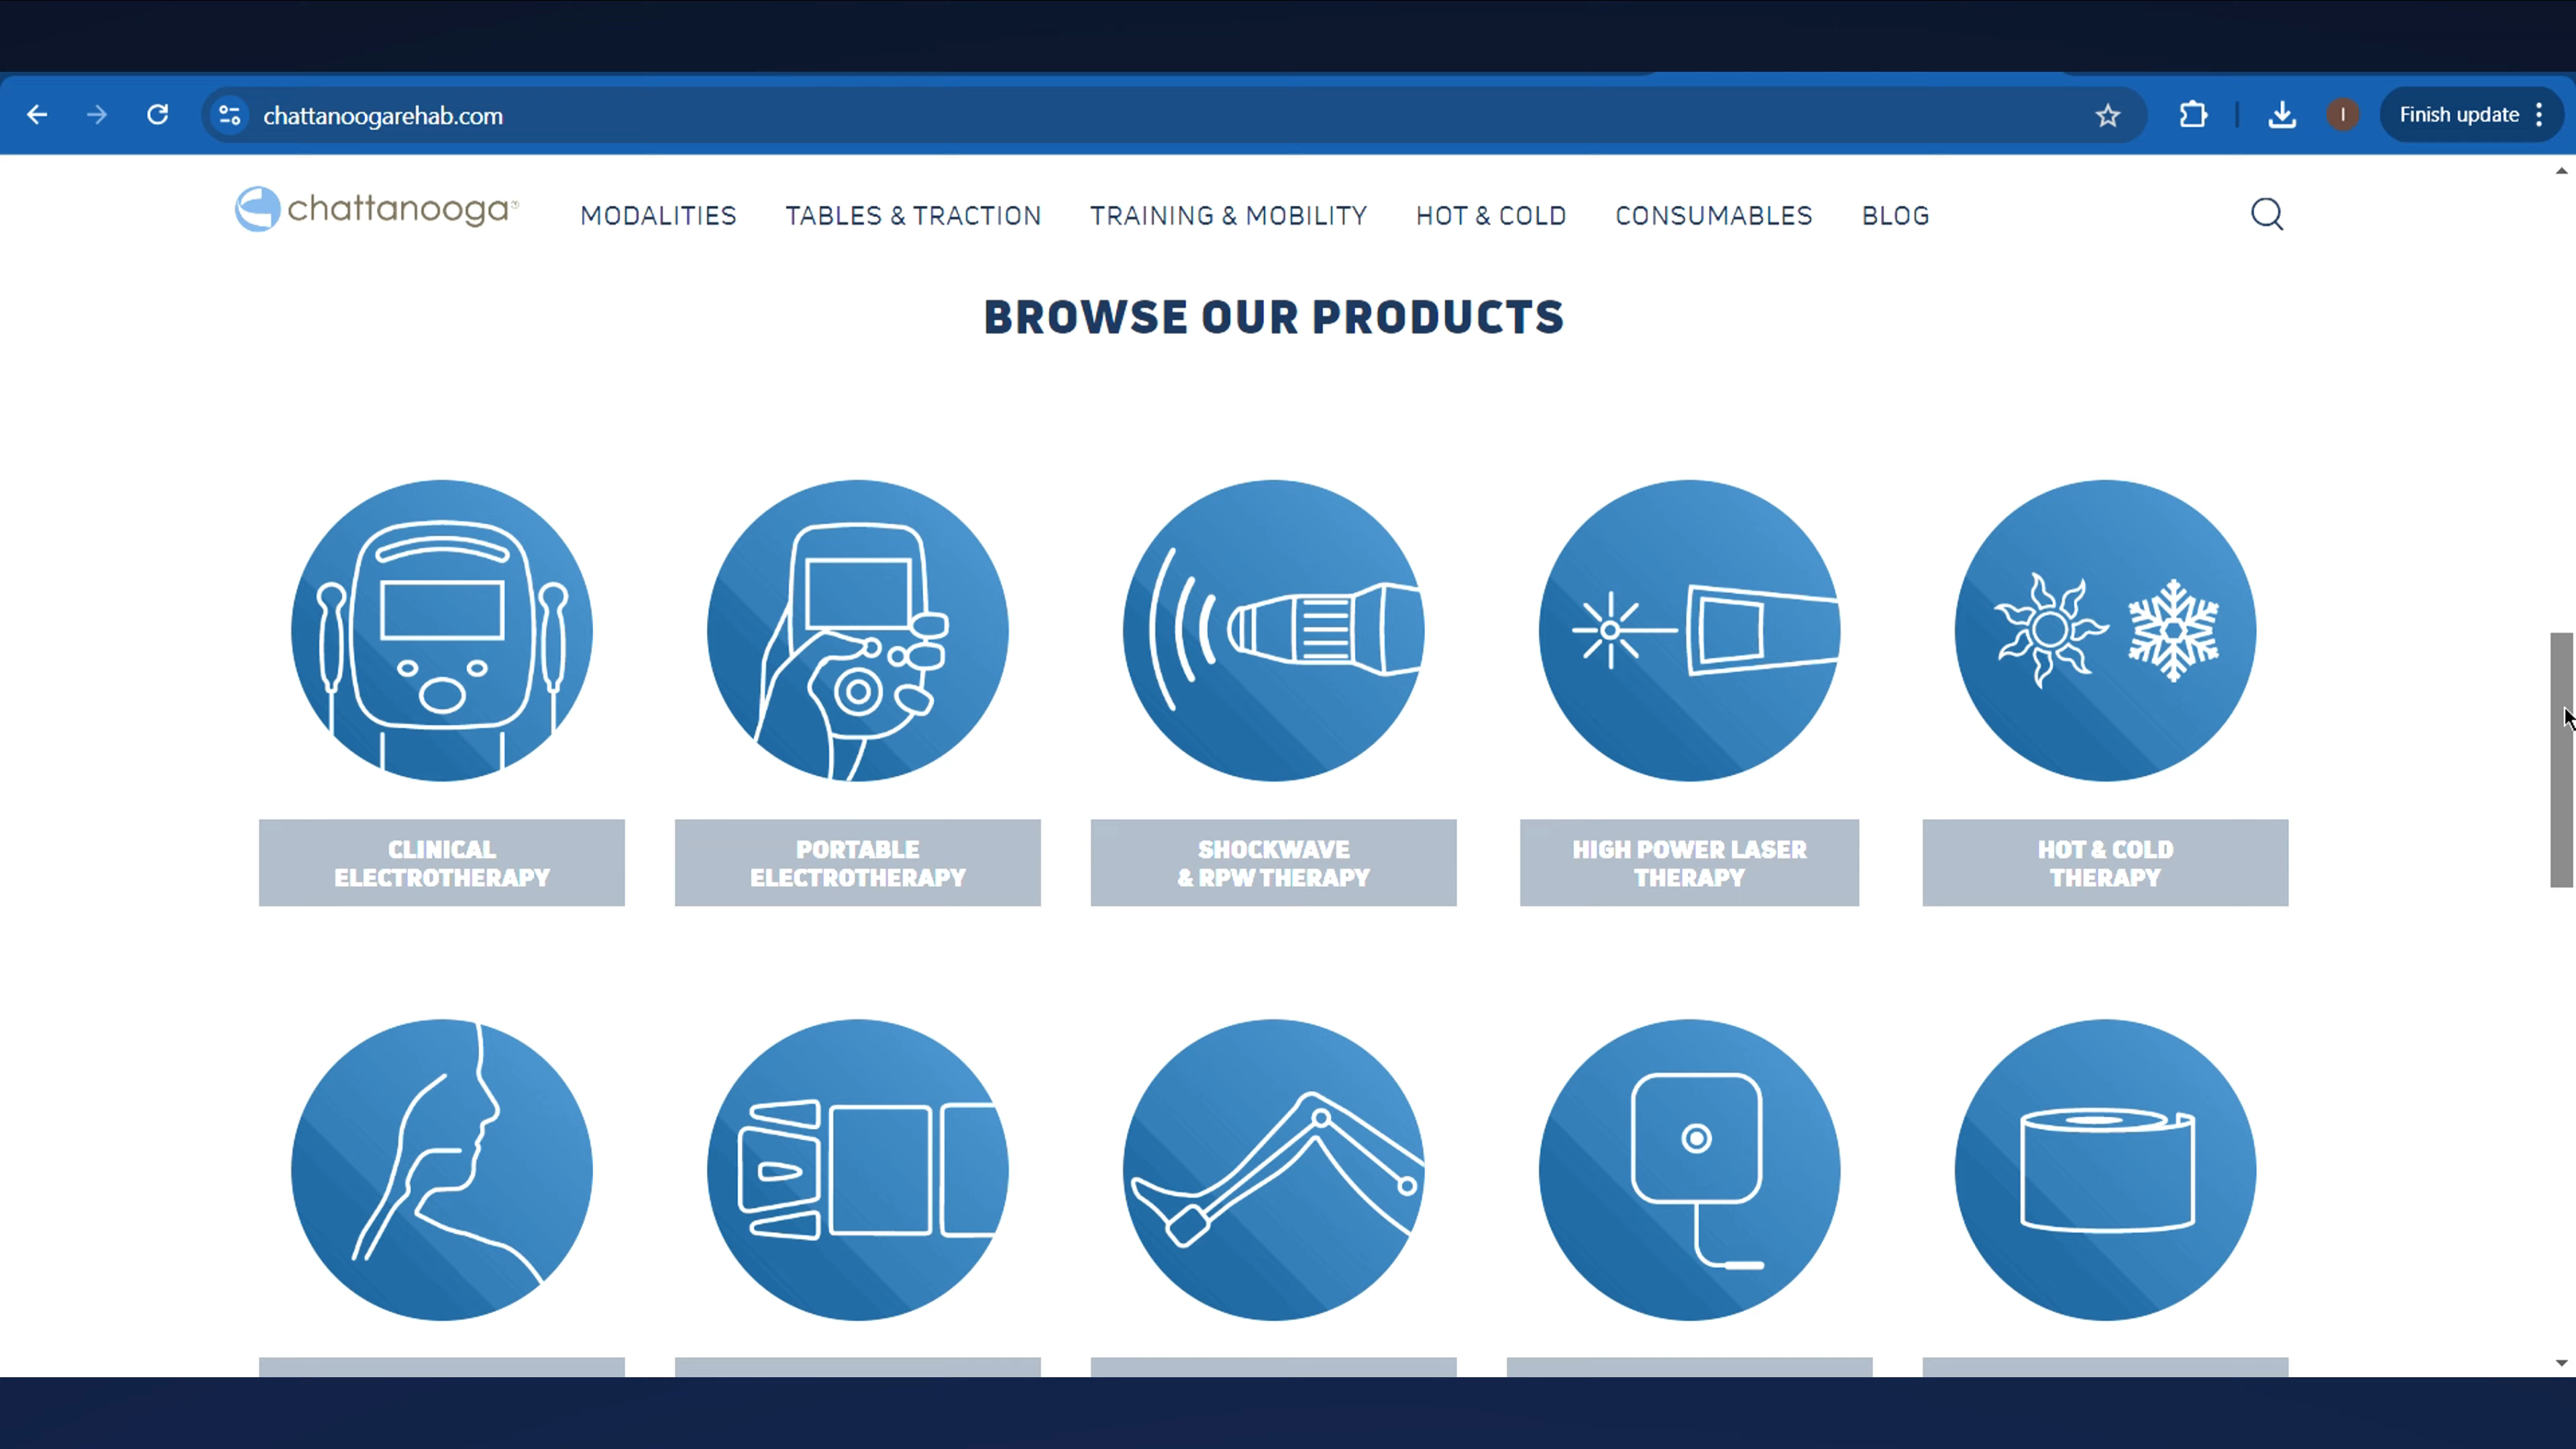 chattanoogarehab.com
I
Finish update
chattanooga
MODALITIES
TABLES & TRACTION
TRAINING & MOBILITY
HOT & COLD
CONSUMABLES
BLOG
BROWSE OUR PRODUCTS
CLINICAL
ELECTROTHERAPY
PORTABLE
ELECTROTHERAPY
SHOCKWAVE
& RPW THERAPY
HIGH POWER LASER
THERAPY
HOT & COLD
THERAPY